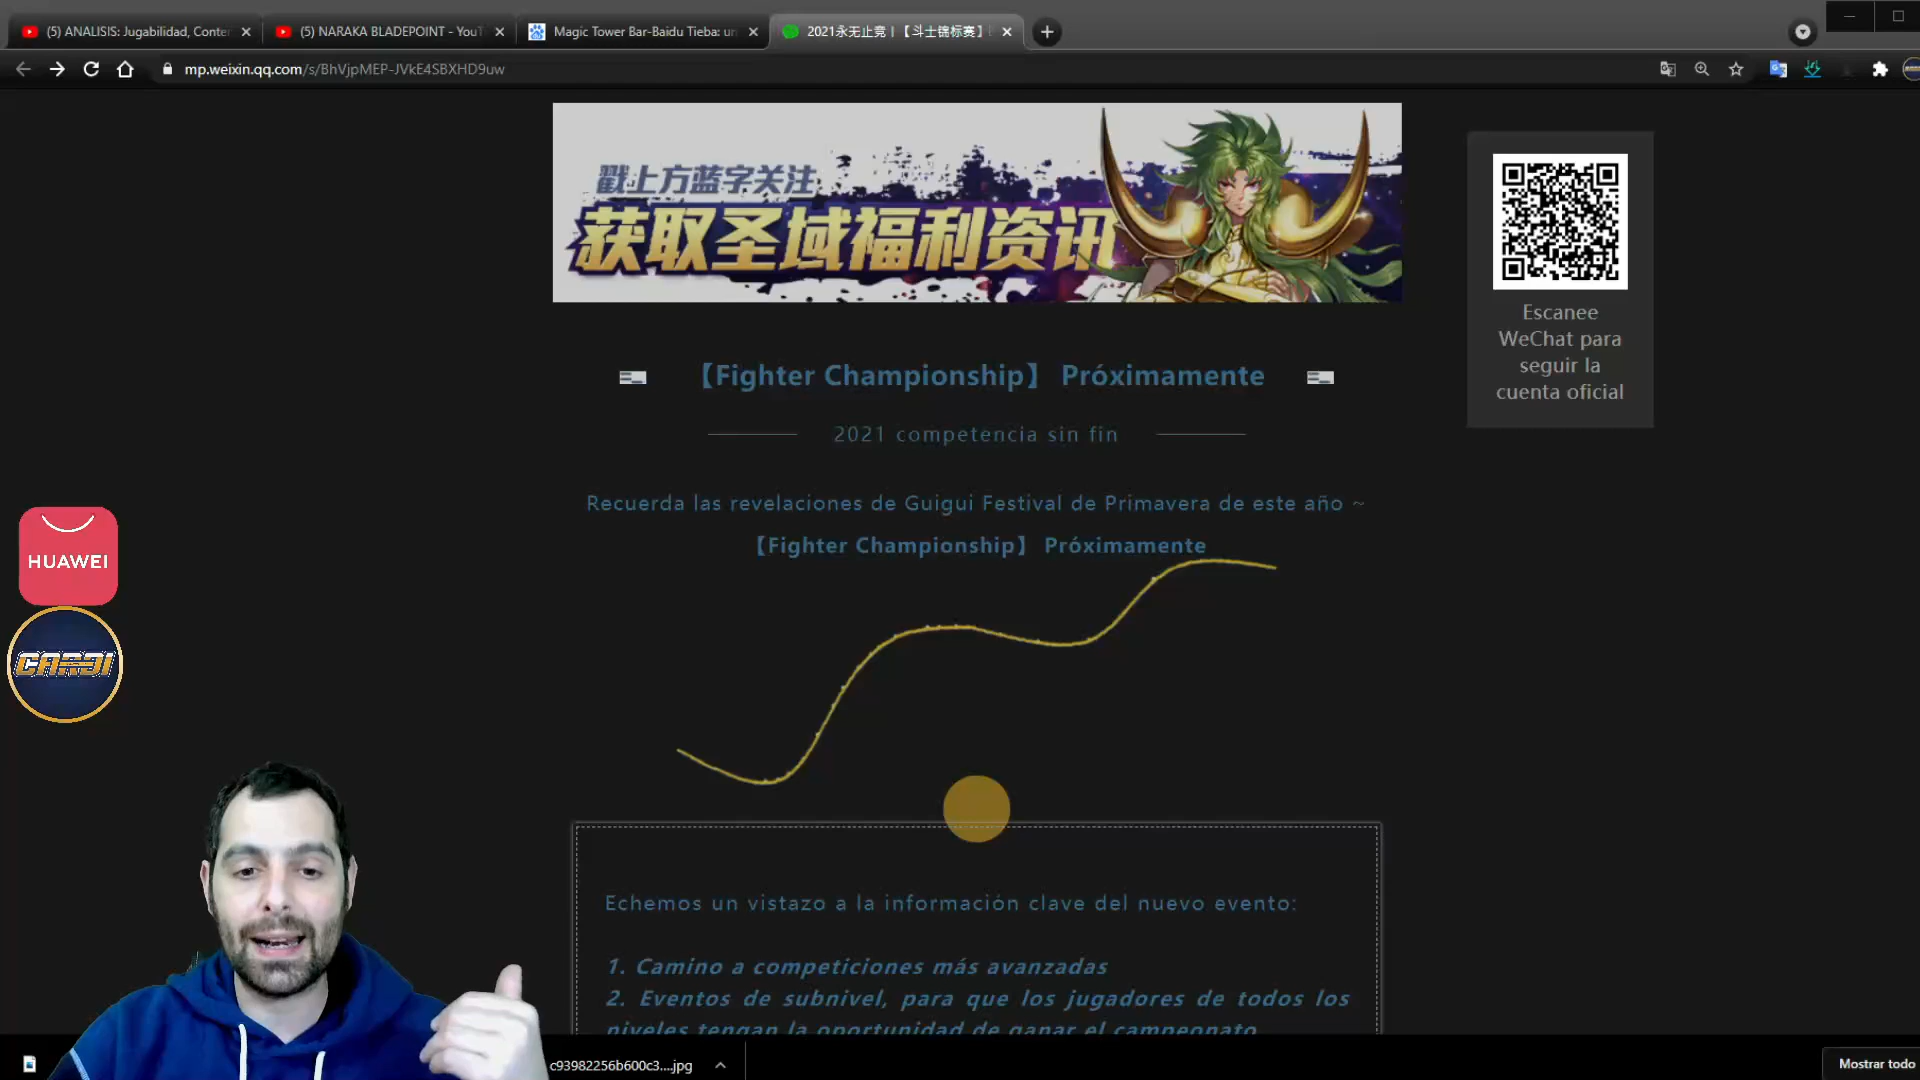 (5) ANALISIS: Jugabilidad, Conter
(5) NARAKA BLADEPOINT - YouT
Magic Tower Bar-Baidu Tieba: un
2021永无止竞 | 【斗士锦标赛】
mp.weixin.qq.com/s/BhVjpMEP-JVkE4SBXHD9uw
戳上方蓝字关注
获取圣域福利资讯
Escanee
WeChat para
seguir la
cuenta oficial
【Fighter Championship】 Próximamente
2021 competencia sin fin
Recuerda las revelaciones de Guigui Festival de Primavera de este año ~
【Fighter Championship】 Próximamente
HUAWEI
CARDI
Echemos un vistazo a la información clave del nuevo evento:
1. Camino a competiciones más avanzadas
2. Eventos de subnivel, para que los jugadores de todos los
niveles tengan la oportunidad de ganar el campeonato
c93982256b600c3....jpg
Mostrar todo